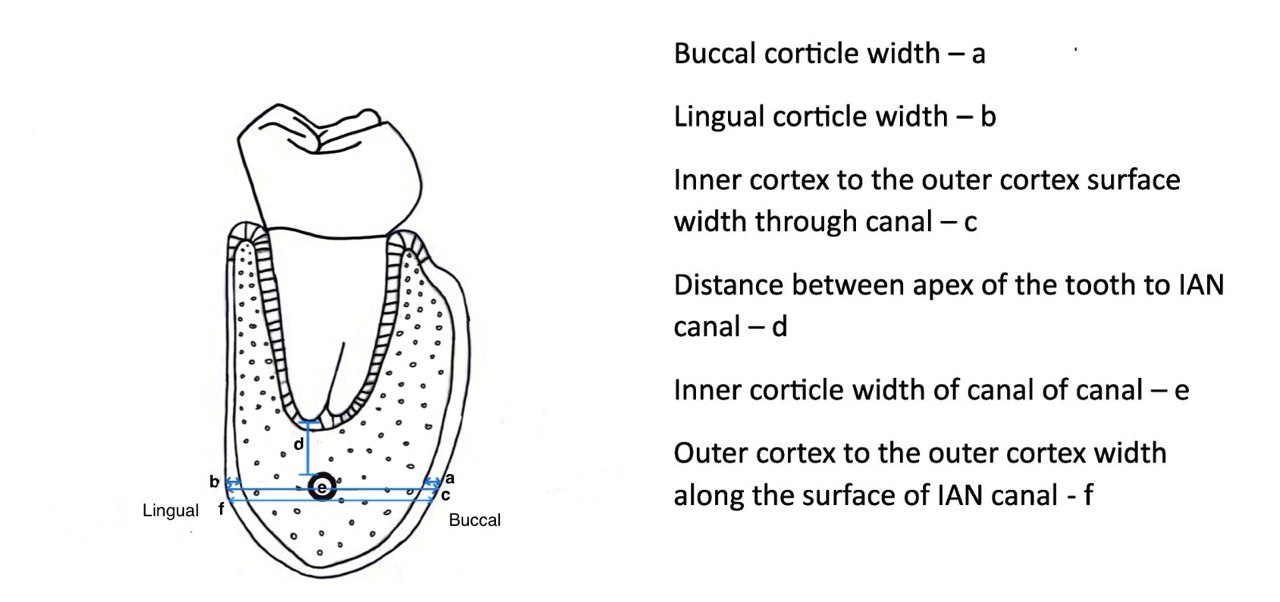 Buccal corticle width – a
Lingual corticle width – b
Inner cortex to the outer cortex surface
width through canal – c
Distance between apex of the tooth to IAN
canal – d
Inner corticle width of canal of canal – e
Outer cortex to the outer cortex width
along the surface of IAN canal - f
d
b
e
a
c
Lingual
f
Buccal